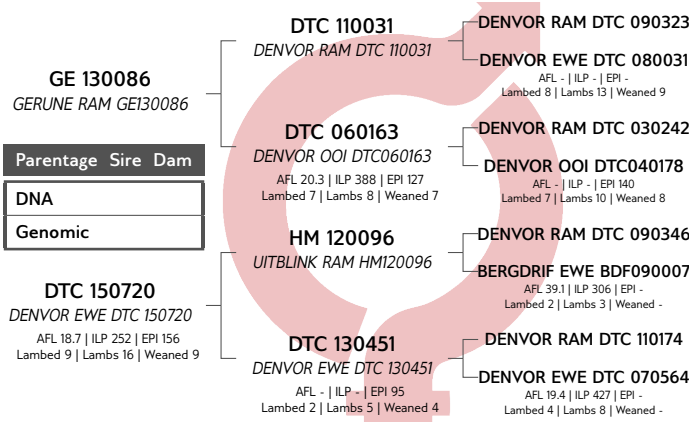 GE 130086
GERUNE RAM GE130086
Parentage Sire Dam
DNA
Genomic
DTC 150720
DENVOR EWE DTC 150720
AFL 18.7 | ILP 252 | EPI 156
Lambed 9 | Lambs 16 | Weaned 9
DTC 110031
DENVOR RAM DTC 110031
DTC 060163
DENVOR OOI DTC060163
AFL 20.3 | ILP 388 | EPI 127
Lambed 7 | Lambs 8 | Weaned 7
HM 120096
UITBLINK RAM HM120096
DTC 130451
DENVOR EWE DTC 130451
AFL - | ILP - | EPI 95
Lambed 2 | Lambs 5 | Weaned 4
DENVOR RAM DTC 090323
DENVOR EWE DTC 080031
AFL - | ILP - | EPI -
Lambed 8 | Lambs 13 | Weaned 9
DENVOR RAM DTC 030242
DENVOR OOI DTC040178
AFL - | ILP - | EPI 140
Lambed 7 | Lambs 10 | Weaned 8
DENVOR RAM DTC 090346
BERGDRIF EWE BDF090007
AFL 39.1 | ILP 306 | EPI -
Lambed 2 | Lambs 3 | Weaned -
DENVOR RAM DTC 110174
DENVOR EWE DTC 070564
AFL 19.4 | ILP 427 | EPI -
Lambed 4 | Lambs 8 | Weaned -